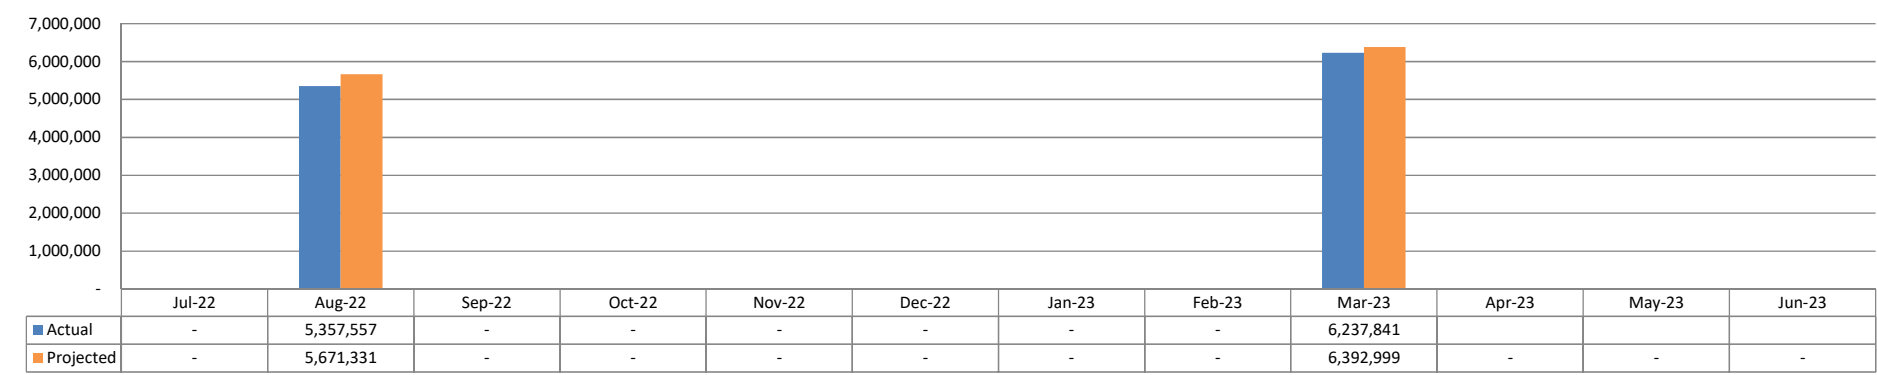 7,000,000
6,000,000
5,000,000
4,000,000
3,000,000
2,000,000
1,000,000
-
Jul-22 Aug-22 Sep-22 Oct-22 Nov-22 Dec-22 Jan-23 Feb-23 Mar-23 Apr-23 May-23 Jun-23
Actual - 5,357,557 - - - - - - 6,237,841
Projected - 5,671,331 - - - - - - 6,392,999 - - -